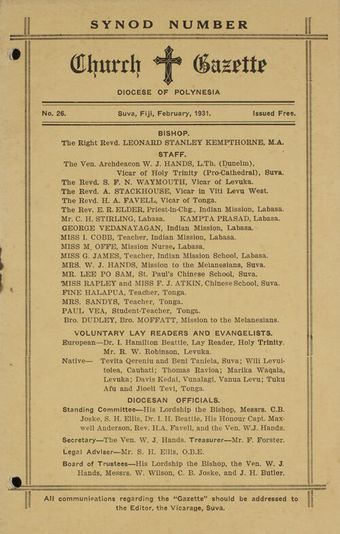 SYNOD NUMBER
Church Gazette
DIOCESE OF POLYNESIA
No. 26. Suva, Fiji, February, 1931. Issued Free.
BISHOP.
The Right Revd. LEONARD STANLEY KEMPTHORNE, M.A.
STAFF.
The Ven. Archdeacon W. J. HANDS, L.Th. (Dunelm),
Vicar of Holy Trinity (Pro-Cathedral), Suva.
The Revd. S. F. N. WAYMOUTH, Vicar of Levuka.
The Revd. A. STACKHOUSE, Vicar in Viti Levu West.
The Revd. H. A. FAVELL, Vicar of Tonga.
The Rev. E. R. ELDER, Priest-in-Chg., Indian Mission, Labasa.
Mr. C. H. STIRLING, Labasa. KAMPTA PRASAD, Labasa.
GEORGE VEDANAYAGAN, Indian Mission, Labasa.
MISS I. COBB, Teacher, Indian Mission, Labasa.
MISS M. OFFE, Mission Nurse, Labasa.
MISS G. JAMES, Teacher, Indian Mission School, Labasa.
MRS. W. J. HANDS, Mission to the Melanesians, Suva.
MR. LEE PO SAM, St. Paul's Chinese School, Suva.
MISS RAPLEY and MISS F. J. ATKIN, Chinese School, Suva.
FINE HALAPUA, Teacher, Tonga.
MRS. SANDYS, Teacher, Tonga.
PAUL VEA, Student-Teacher, Tonga.
Bro. DUDLEY, Bro. MOFFATT, Mission to the Melanesians.
VOLUNTARY LAY READERS AND EVANGELISTS.
European—Dr. I. Hamilton Beattie, Lay Reader, Holy Trinity.
Mr. R. W. Robinson, Levuka.
Native— Tevita Qereniu and Beni Taniela, Suva; Wili Levui-
tolea, Caubati; Thomas Ravioa; Marika Waqala,
Levuka; Davis Kedal, Vunalagi, Vanua Levu; Tuku
Afu and Jioeli Tevi, Tonga.
DIOCESAN OFFICIALS.
Standing Committee—His Lordship the Bishop, Messrs. C.B.
Joske, S. H. Ellis, Dr. I. H. Beattie, His Honour Capt. Max-
well Anderson, Rev. H.A. Favell, and the Ven. W.J. Hands.
Secretary—The Ven. W. J. Hands. Treasurer—Mr. F. Forster.
Legal Adviser—Mr. S. H. Ellis, O.B.E.
Board of Trustees—His Lordship the Bishop, the Ven. W. J.
Hands, Messrs. W. Wilson, C. B. Joske, and J. H. Butler.
All communications regarding the "Gazette" should be addressed to
the Editor, the Vicarage, Suva.